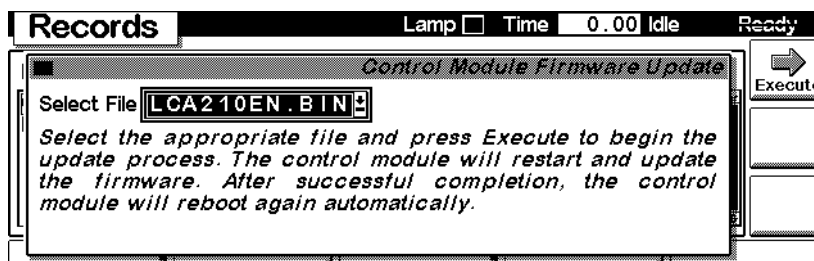 Records
Lamp Time 0.00 Idle Ready
Control Module Firmware Update
Execute
Select File LCA210EN.BIN
Select the appropriate file and press Execute to begin the
update process. The control module will restart and update
the firmware. After successful completion, the control
module will reboot again automatically.